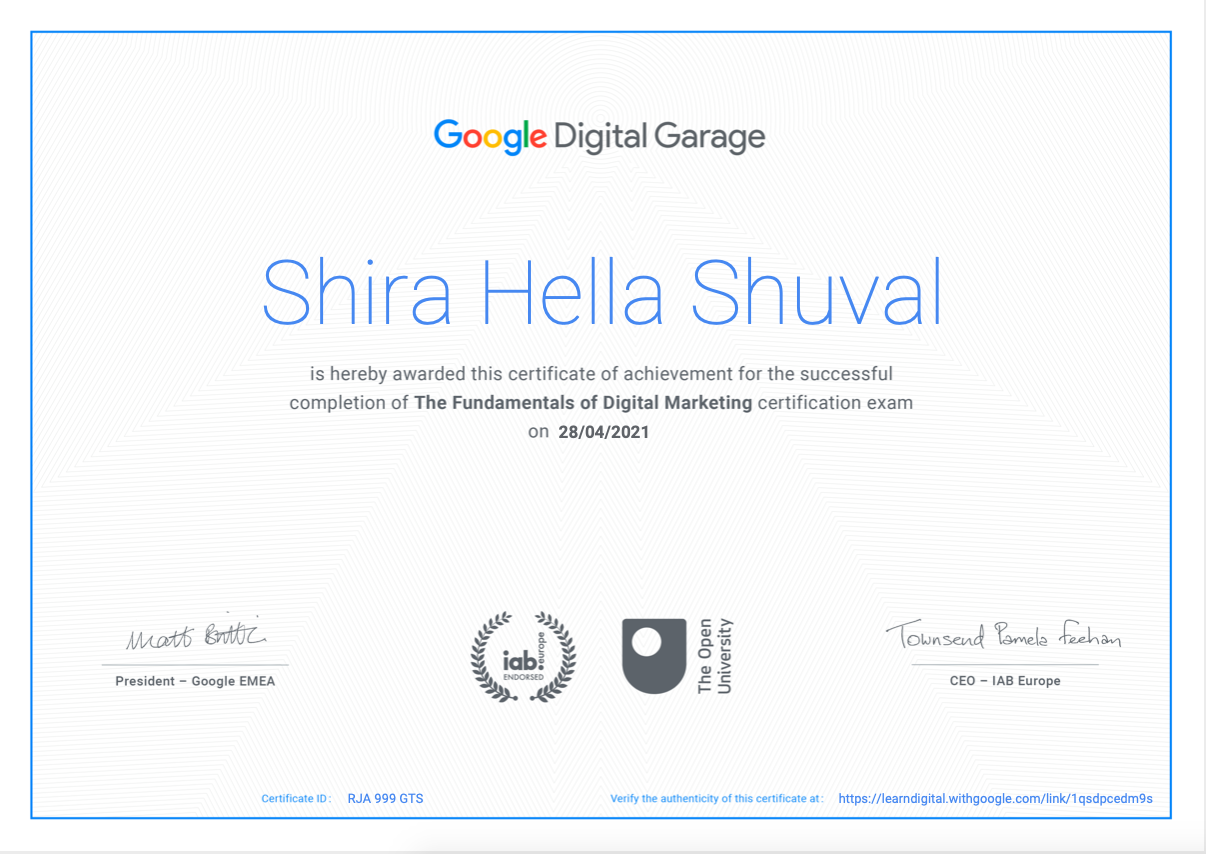 Google Digital Garage
Shira Hella Shuval
is hereby awarded this certificate of achievement for the successful
completion of The Fundamentals of Digital Marketing certification exam
on 28/04/2021
Matt Brittin
President – Google EMEA
iab europe
ENDORSED
The Open
University
Townsend Pamela Feehan
CEO – IAB Europe
Certificate ID: RJA 999 GTS
Verify the authenticity of this certificate at: https://learndigital.withgoogle.com/link/1qsdpcedm9s